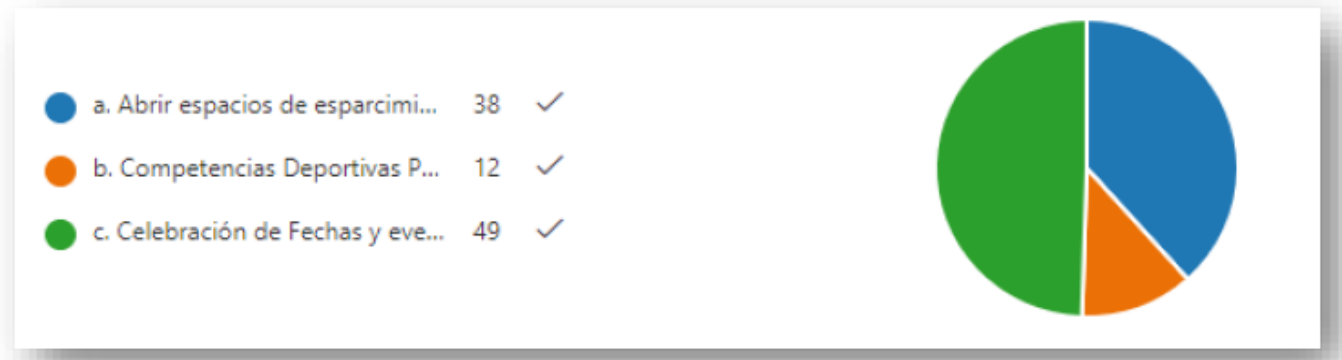 a. Abrir espacios de esparcimi... 38
b. Competencias Deportivas P... 12
c. Celebración de Fechas y eve... 49